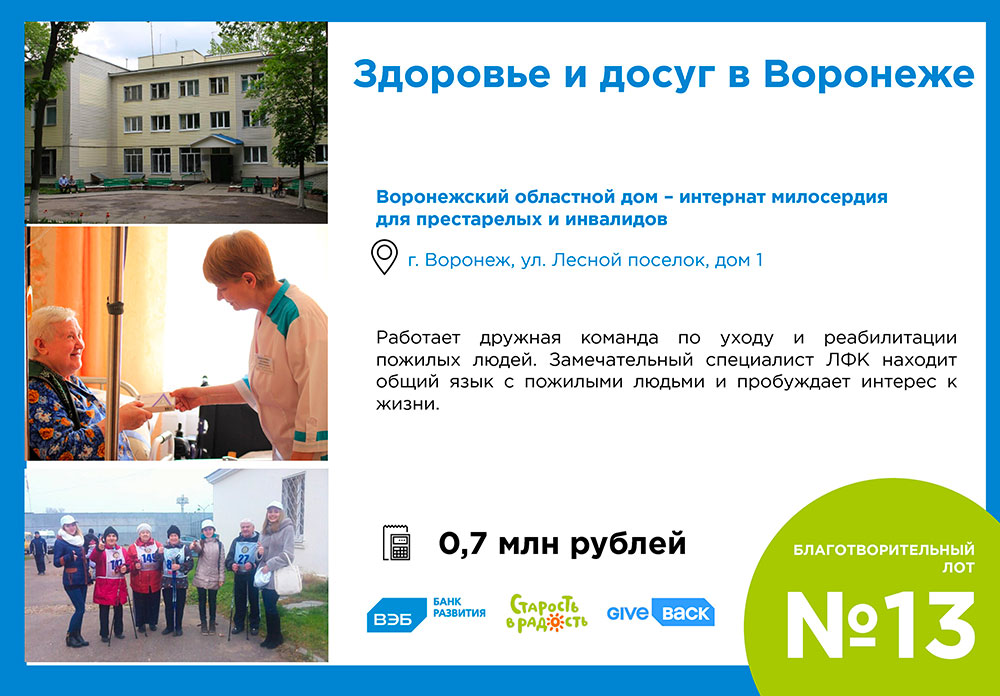 Здоровье и досуг в Воронеже
Воронежский областной дом – интернат милосердия
для престарелых и инвалидов
г. Воронеж, ул. Лесной поселок, дом 1
Работает дружная команда по уходу и реабилитации
пожилых людей. Замечательный специалист ЛФК находит
общий язык с пожилыми людьми и пробуждает интерес к
жизни.
0,7 млн рублей
БЛАГОТВОРИТЕЛЬНЫЙ
ЛОТ
№13
ВЭБ БАНК
РАЗВИТИЯ
Старость
в радость
GIVE BACK